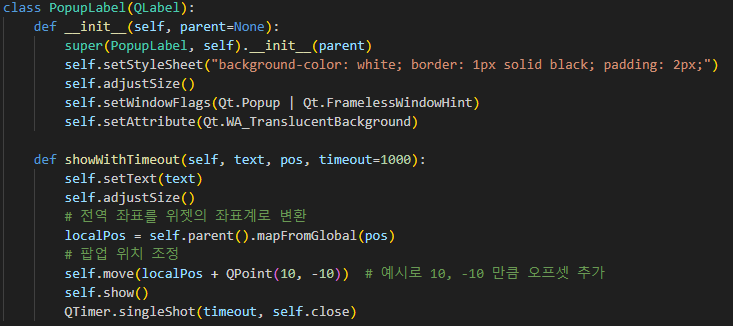 class PopupLabel(QLabel):
    def __init__(self, parent=None):
        super(PopupLabel, self).__init__(parent)
        self.setStyleSheet("background-color: white; border: 1px solid black; padding: 2px;")
        self.adjustSize()
        self.setWindowFlags(Qt.Popup | Qt.FramelessWindowHint)
        self.setAttribute(Qt.WA_TranslucentBackground)

    def showWithTimeout(self, text, pos, timeout=1000):
        self.setText(text)
        self.adjustSize()
        # 전역 좌표를 위젯의 좌표계로 변환
        localPos = self.parent().mapFromGlobal(pos)
        # 팝업 위치 조정
        self.move(localPos + QPoint(10, -10))  # 예시로 10, -10 만큼 오프셋 추가
        self.show()
        QTimer.singleShot(timeout, self.close)